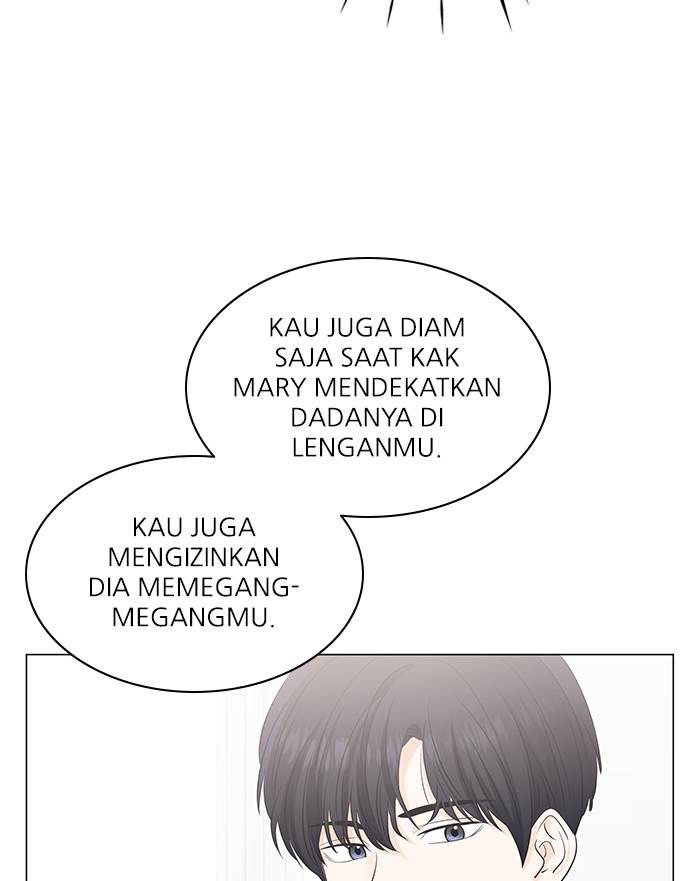 KAU JUGA DIAM
SAJA SAAT KAK
MARY MENDEKATKAN
DADANYA DI
LENGANMU.
KAU JUGA
MENGIZINKAN
DIA MEMEGANG-
MEGANGMU.